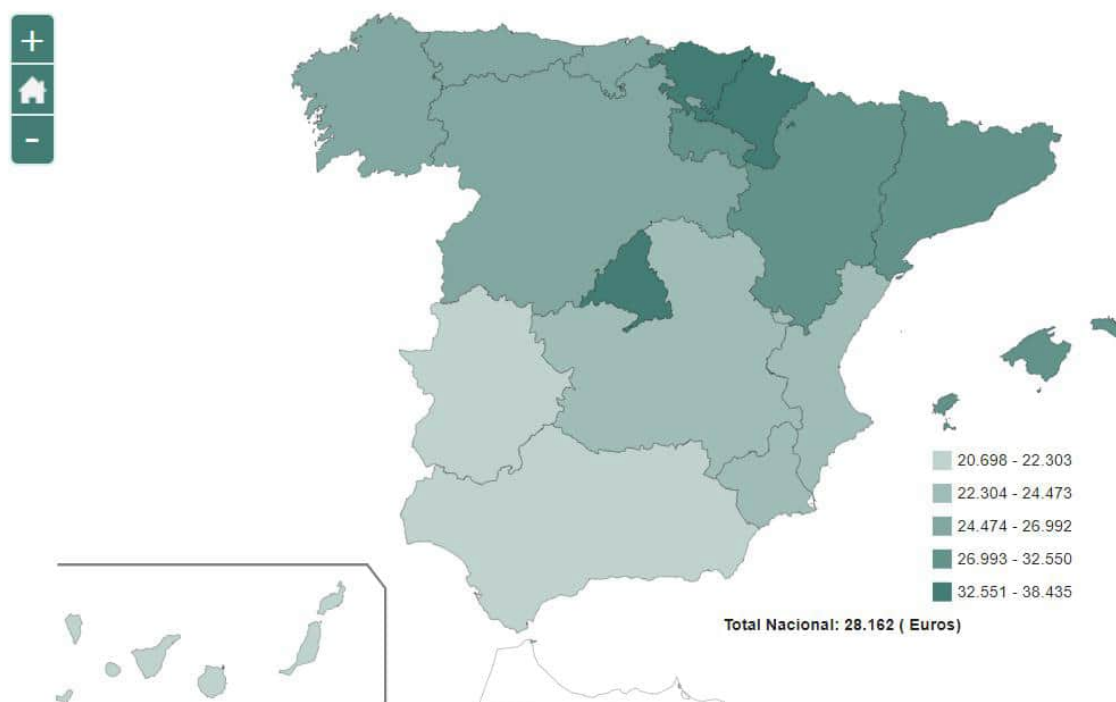 +
-
20.698 - 22.303
22.304 - 24.473
24.474 - 26.992
26.993 - 32.550
32.551 - 38.435
Total Nacional: 28.162 ( Euros)